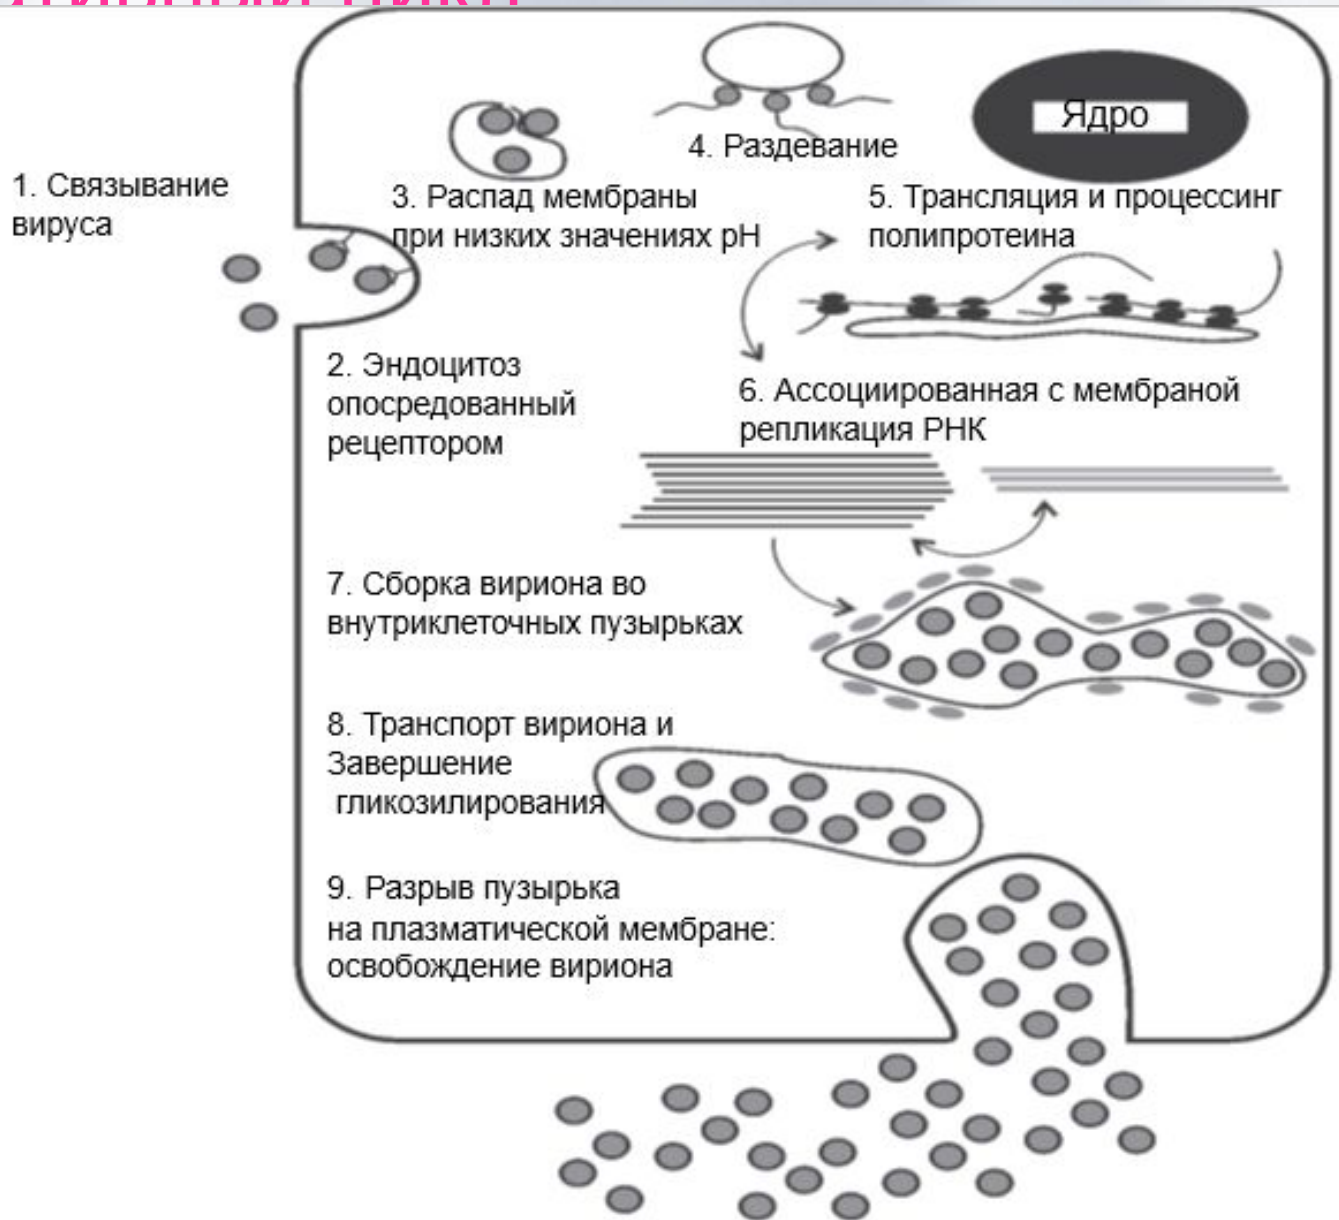 4. Раздевание
Ядро
1. Связывание
вируса
3. Распад мембраны
при низких значениях pH
5. Трансляция и процессинг
полипротеина
2. Эндоцитоз
опосредованный
рецептором
6. Ассоциированная с мембраной
репликация РНК
7. Сборка вириона во
внутриклеточных пузырьках
8. Транспорт вириона и
Завершение
гликозилирования
9. Разрыв пузырька
на плазматической мембране:
освобождение вириона